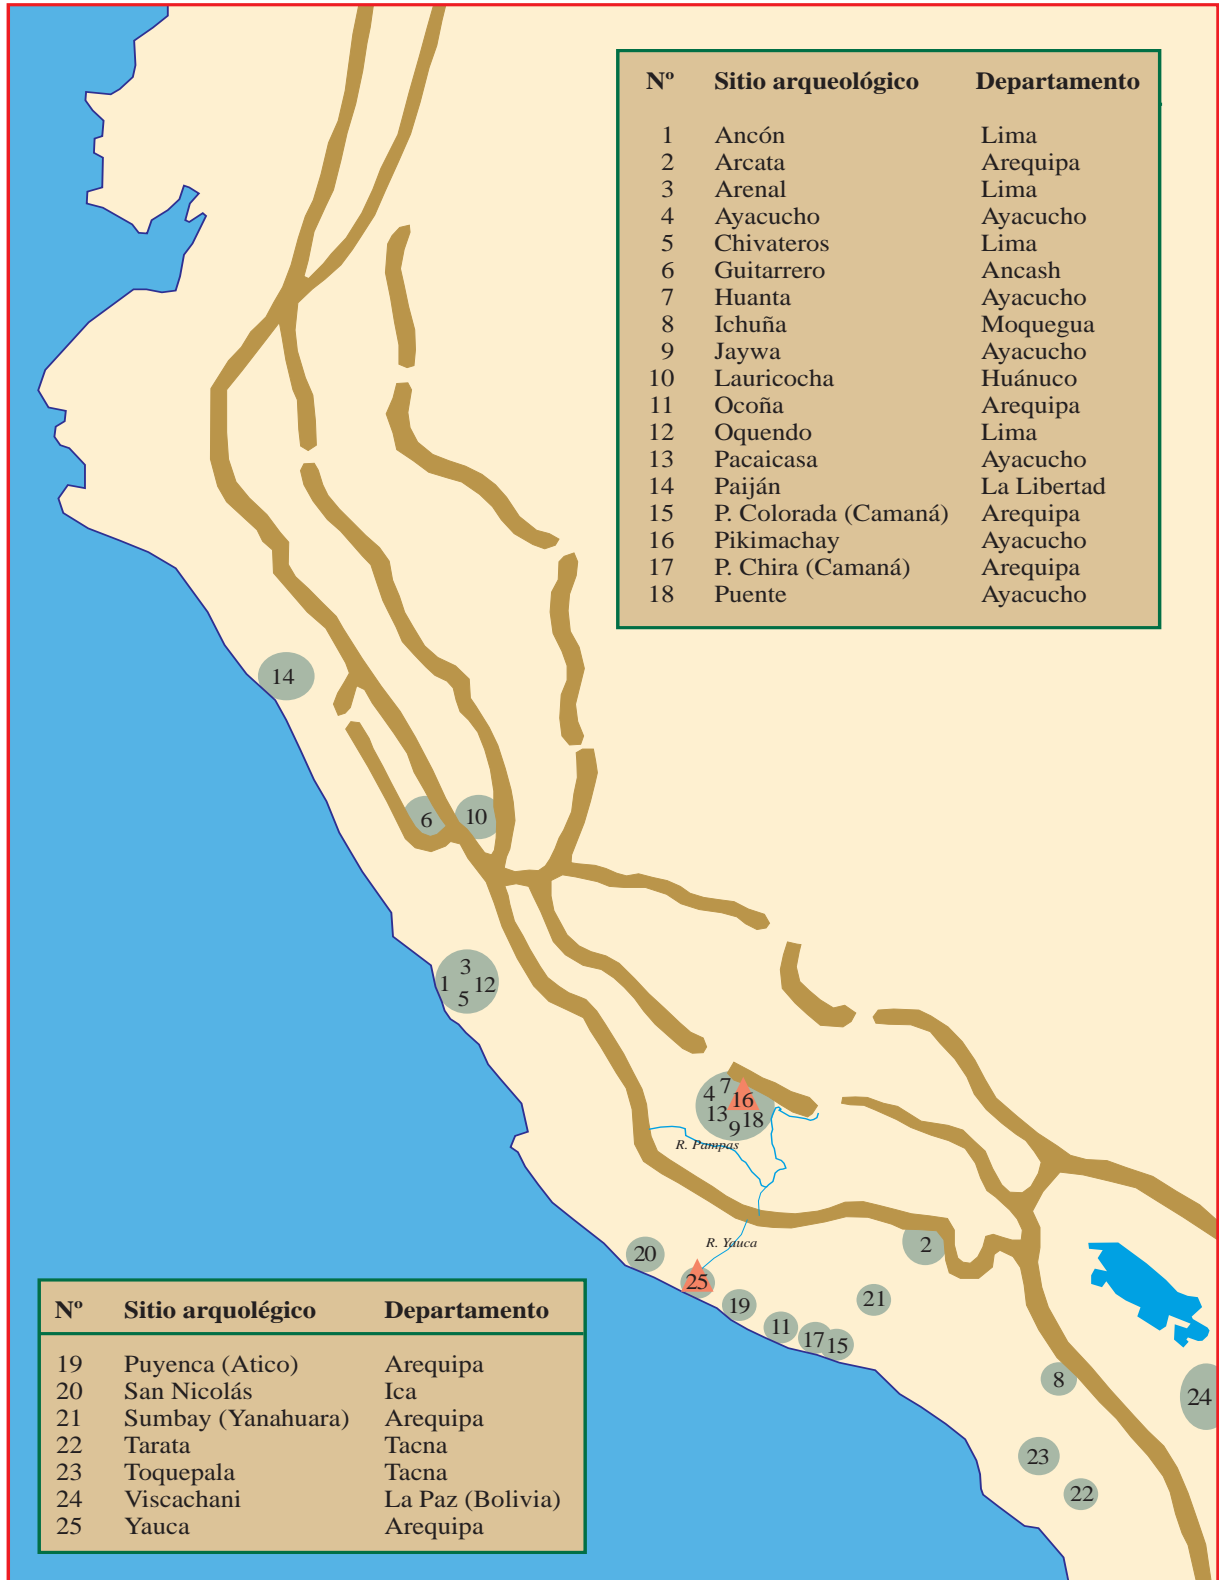 Nº Sitio arqueológico Departamento
1 Ancón Lima
2 Arcata Arequipa
3 Arenal Lima
4 Ayacucho Ayacucho
5 Chivateros Lima
6 Guitarrero Ancash
7 Huanta Ayacucho
8 Ichuña Moquegua
9 Jaywa Ayacucho
10 Lauricocha Huánuco
11 Ocoña Arequipa
12 Oquendo Lima
13 Pacaicasa Ayacucho
14 Paiján La Libertad
15 P. Colorada (Camaná) Arequipa
16 Pikimachay Ayacucho
17 P. Chira (Camaná) Arequipa
18 Puente Ayacucho
14
6 10
3
1 12
5
7
4 16
13 18
9
R. Pampas
R. Yauca
20
2
25
19
21
11
17 15
8
24
23
22
Nº Sitio arquolégico Departamento
19 Puyenca (Atico) Arequipa
20 San Nicolás Ica
21 Sumbay (Yanahuara) Arequipa
22 Tarata Tacna
23 Toquepala Tacna
24 Viscachani La Paz (Bolivia)
25 Yauca Arequipa